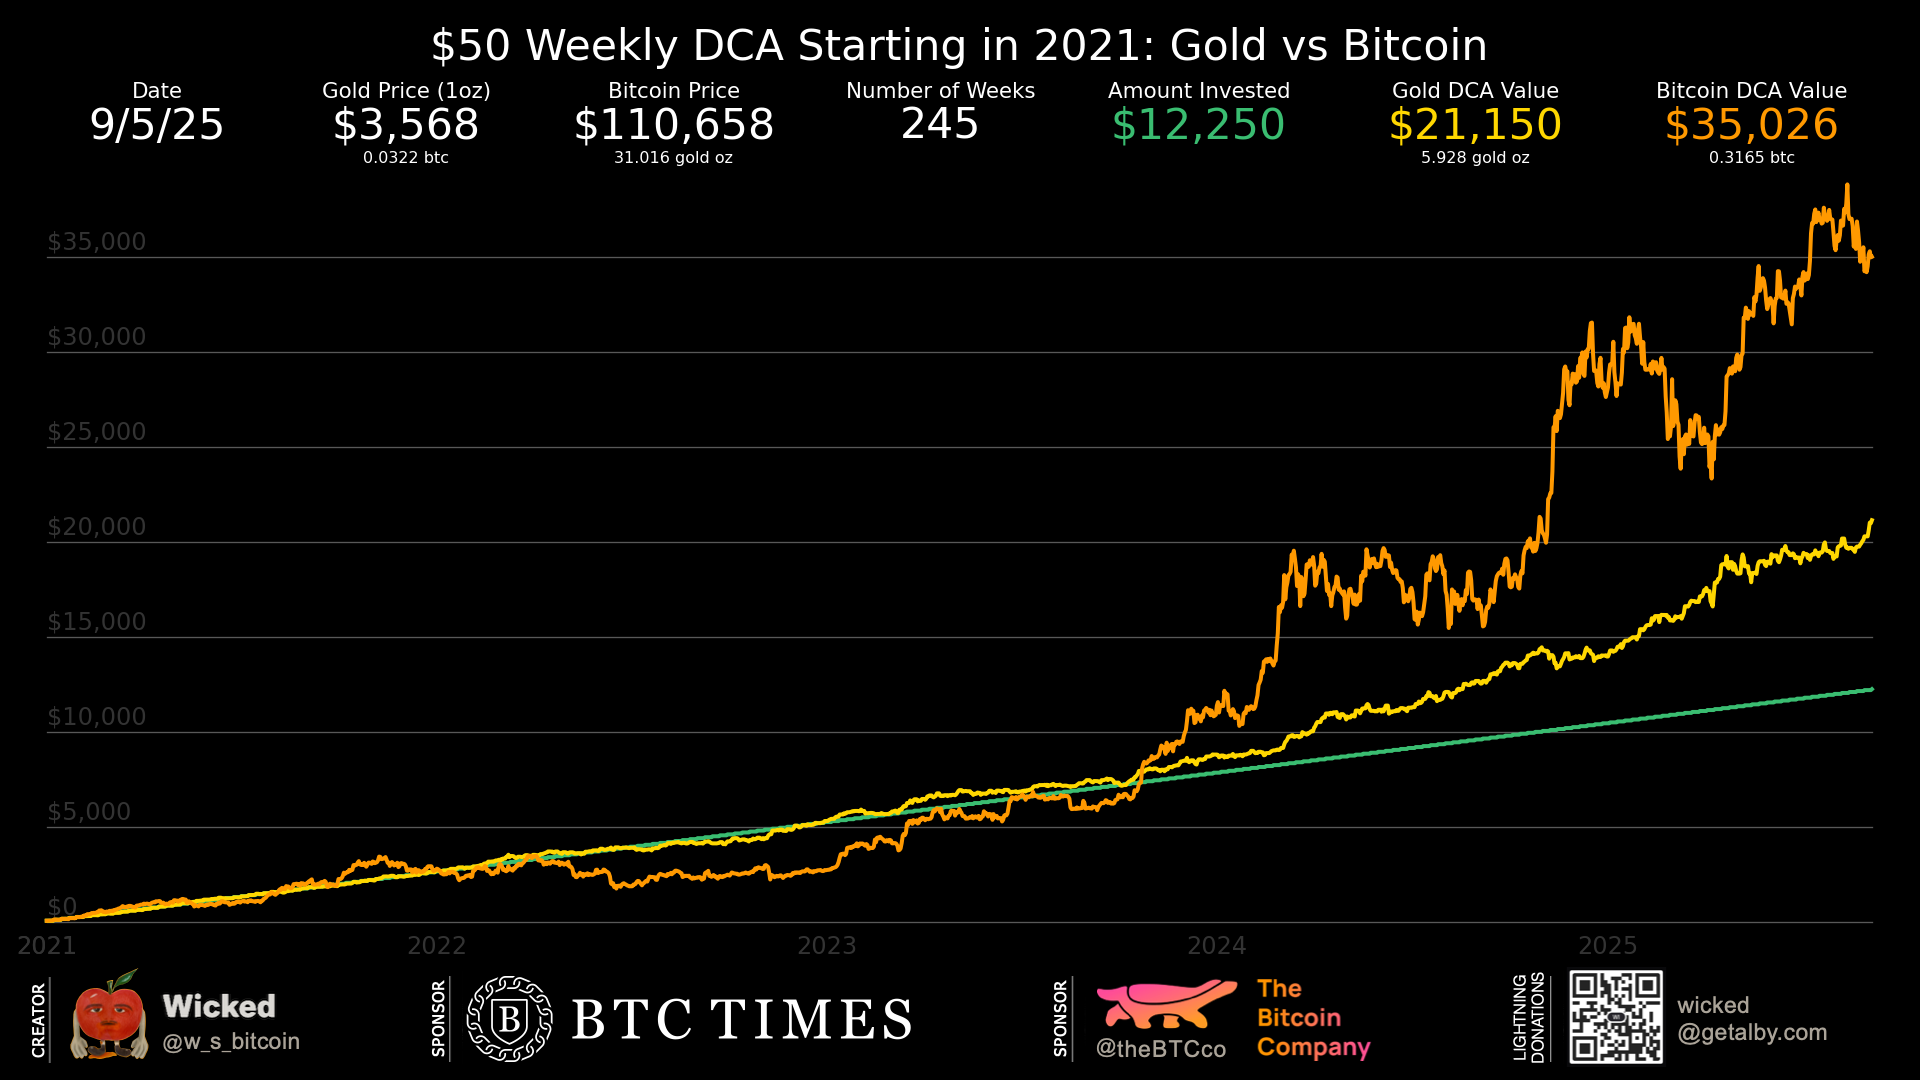 $50 Weekly DCA Starting in 2021: Gold vs Bitcoin
Date
9/5/25
Gold Price (1oz)
$3,568
0.0322 btc
Bitcoin Price
$110,658
31.016 gold oz
Number of Weeks
245
Amount Invested
$12,250
Gold DCA Value
$21,150
5.928 gold oz
Bitcoin DCA Value
$35,026
0.3165 btc
$35,000
$30,000
$25,000
$20,000
$15,000
$10,000
$5,000
$0
2021
2022
2023
2024
2025
CREATOR
Wicked
@w_s_bitcoin
SPONSOR
B
BTC TIMES
SPONSOR
@theBTCco
The
Bitcoin
Company
LIGHTNING
DONATIONS
wicked
@getalby.com